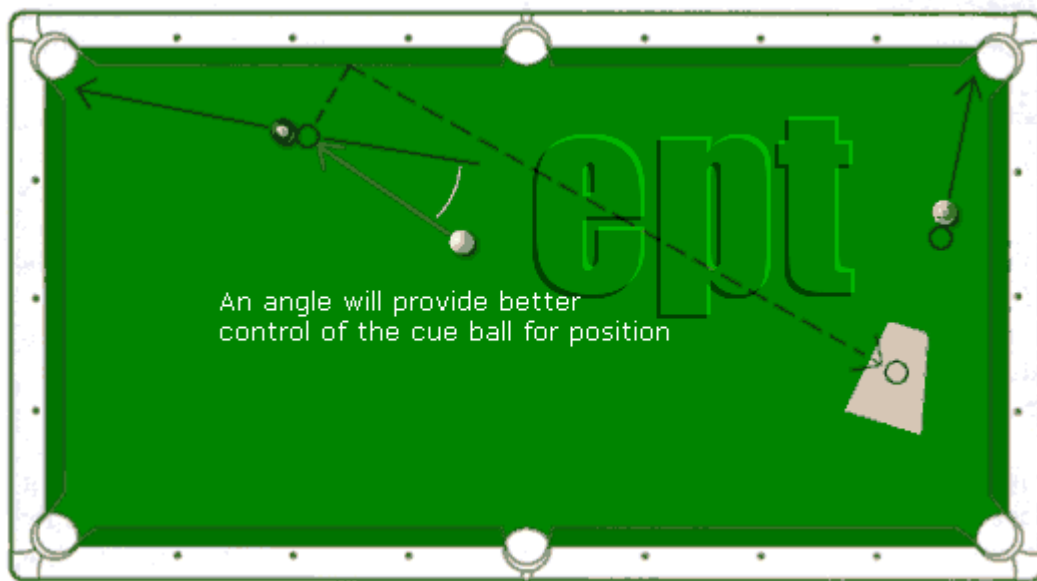 ept
An angle will provide better
control of the cue ball for position